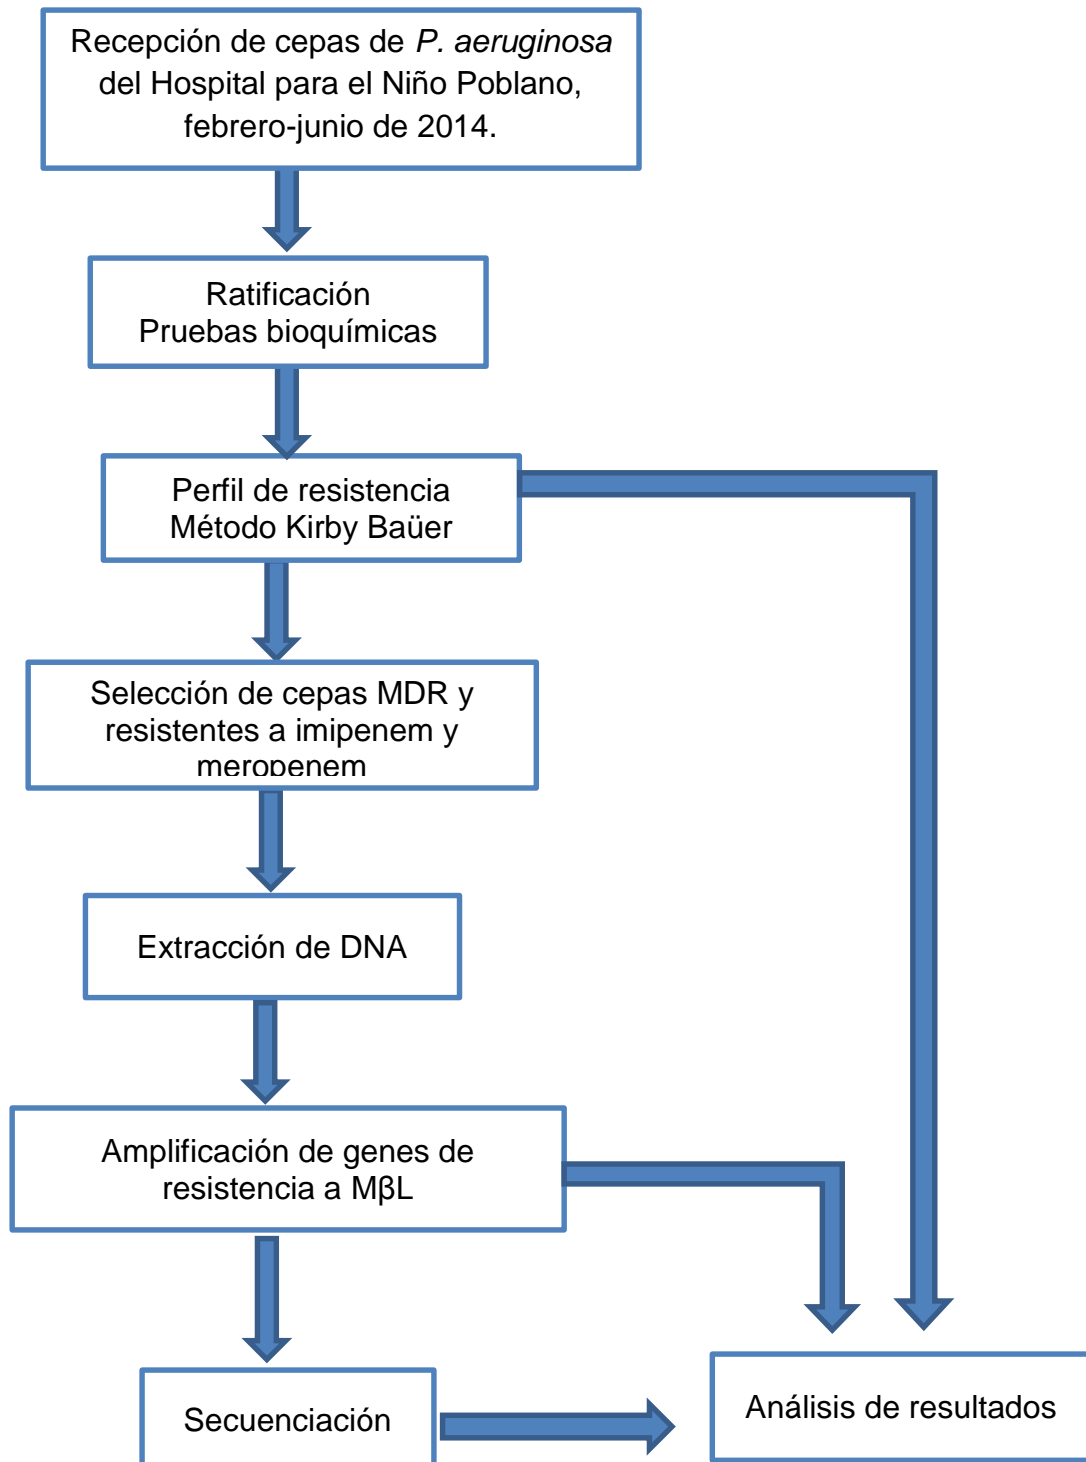 Recepción de cepas de P. aeruginosa
del Hospital para el Niño Poblano,
febrero-junio de 2014.
Ratificación
Pruebas bioquímicas
Perfil de resistencia
Método Kirby Baüer
Selección de cepas MDR y
resistentes a imipenem y
meropenem
Extracción de DNA
Amplificación de genes de
resistencia a MβL
Secuenciación
Análisis de resultados